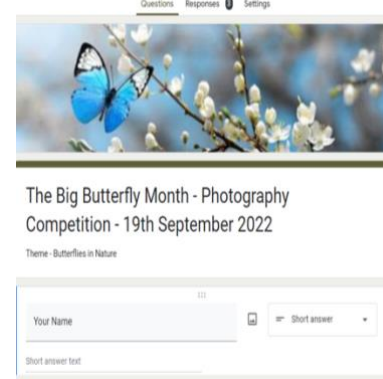 Questions Responses Settings
The Big Butterfly Month - Photography
Competition - 19th September 2022
Theme - Butterflies in Nature
Your Name
Short answer
Short answer text